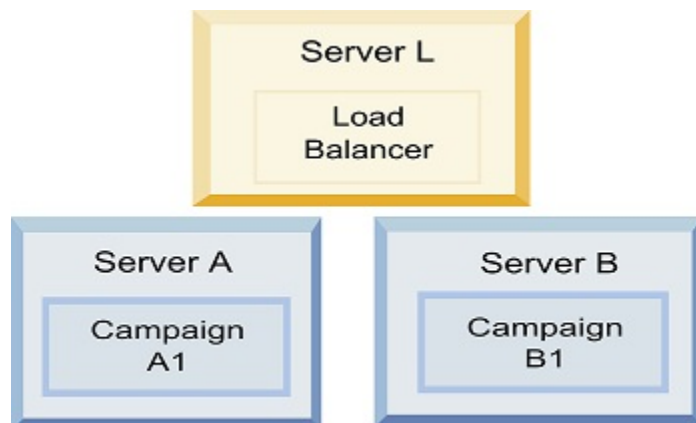 Server L
Load
Balancer
Server A
Campaign
A1
Server B
Campaign
B1